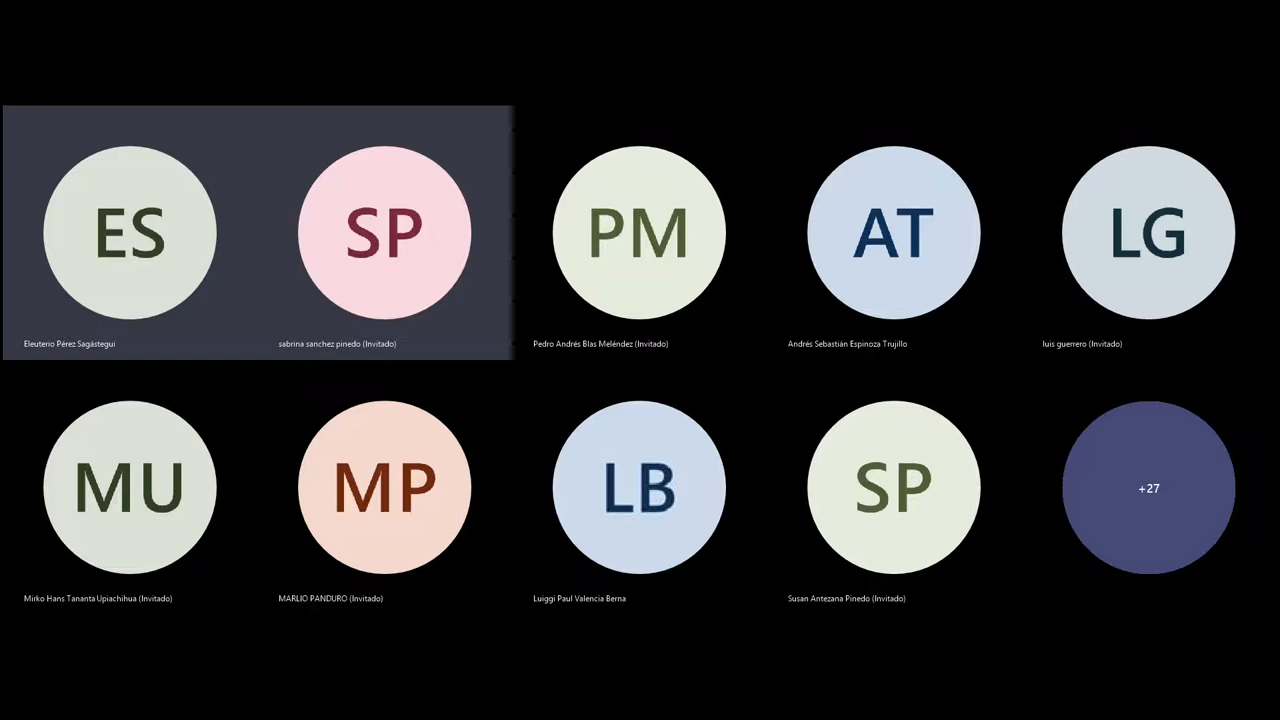 ES
SP
PM
AT
LG
Eleuterio Pérez Sagástegui
sabrina sanchez pinedo (Invitado)
Pedro Andrés Blas Meléndez (Invitado)
Andrés Sebastián Espinoza Trujillo
luis guerrero (Invitado)
MU
MP
LB
SP
+27
Mirko Hans Tananta Upiachihua (Invitado)
MARLIO PANDURO (Invitado)
Luiggi Paul Valencia Berna
Susan Antezana Pinedo (Invitado)